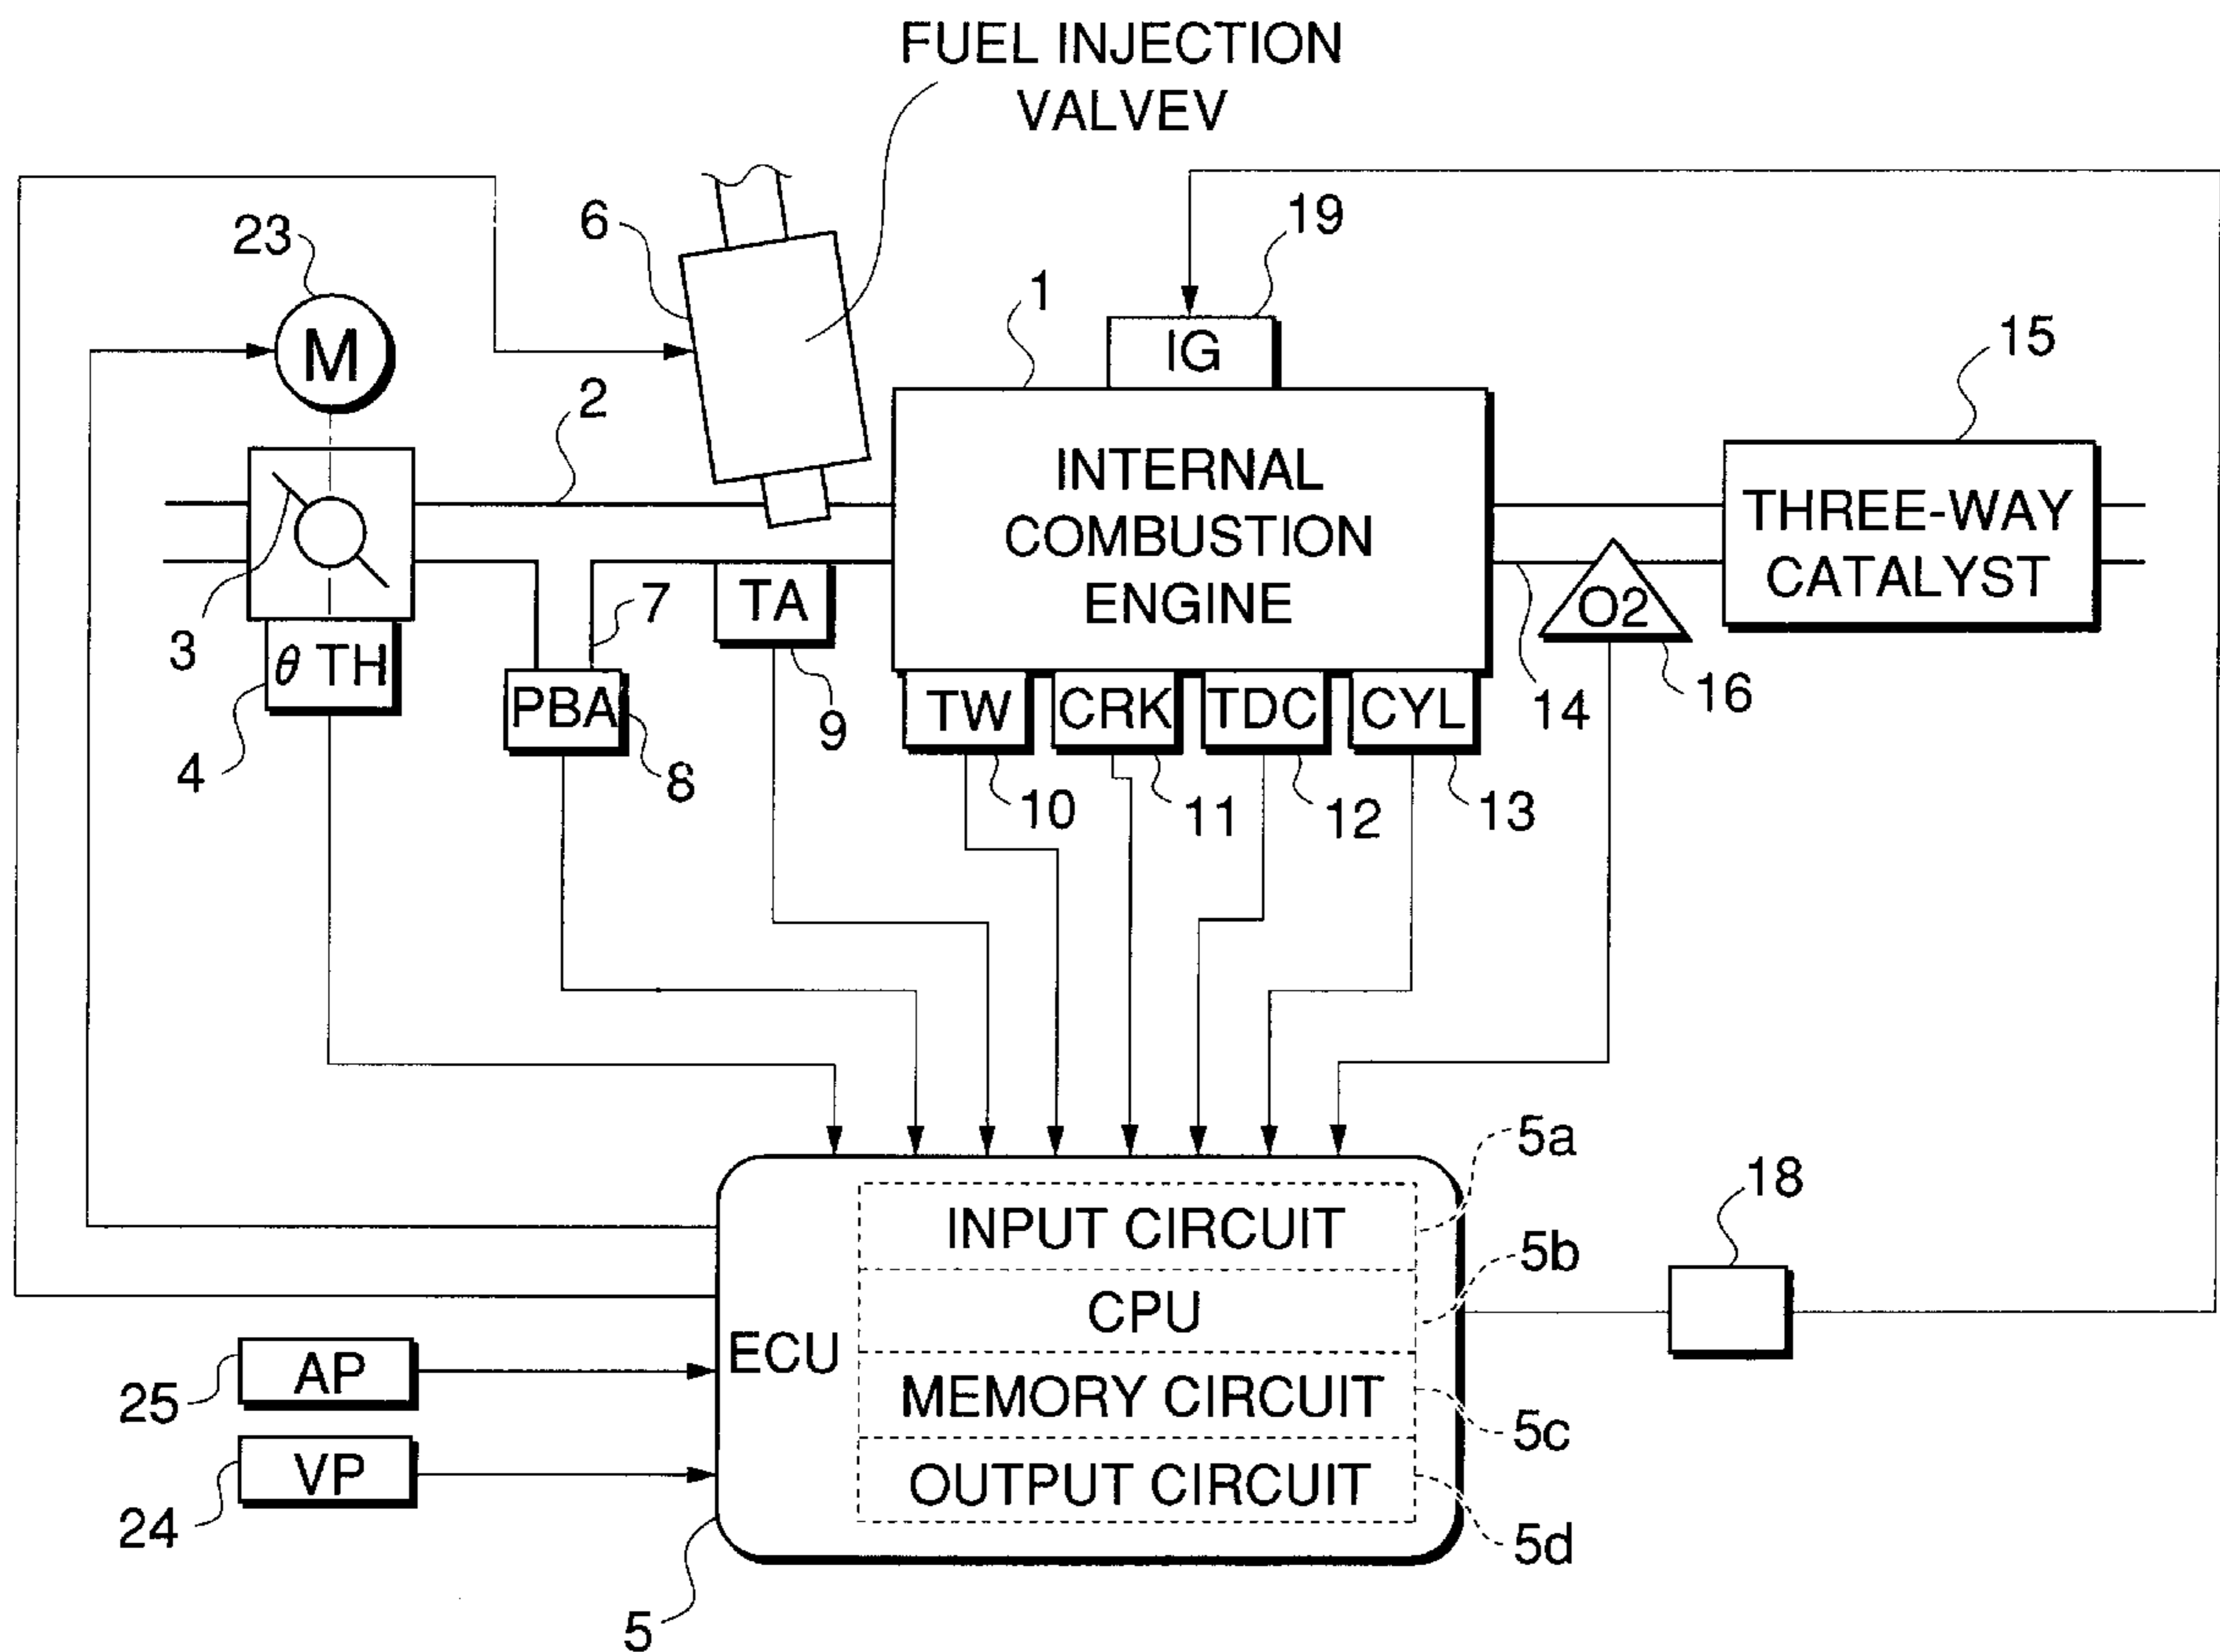 FUEL INJECTION
VALVEV
6
19
23
1
M
IG
15
2
INTERNAL
COMBUSTION
ENGINE
THREE-WAY
CATALYST
3
θ TH
7
TA
O2
4
PBA
8
9
TW
CRK
TDC
CYL
14
16
10
11
12
13
5a
18
INPUT CIRCUIT
5b
CPU
ECU
AP
25
MEMORY CIRCUIT
5c
VP
24
OUTPUT CIRCUIT
5d
5